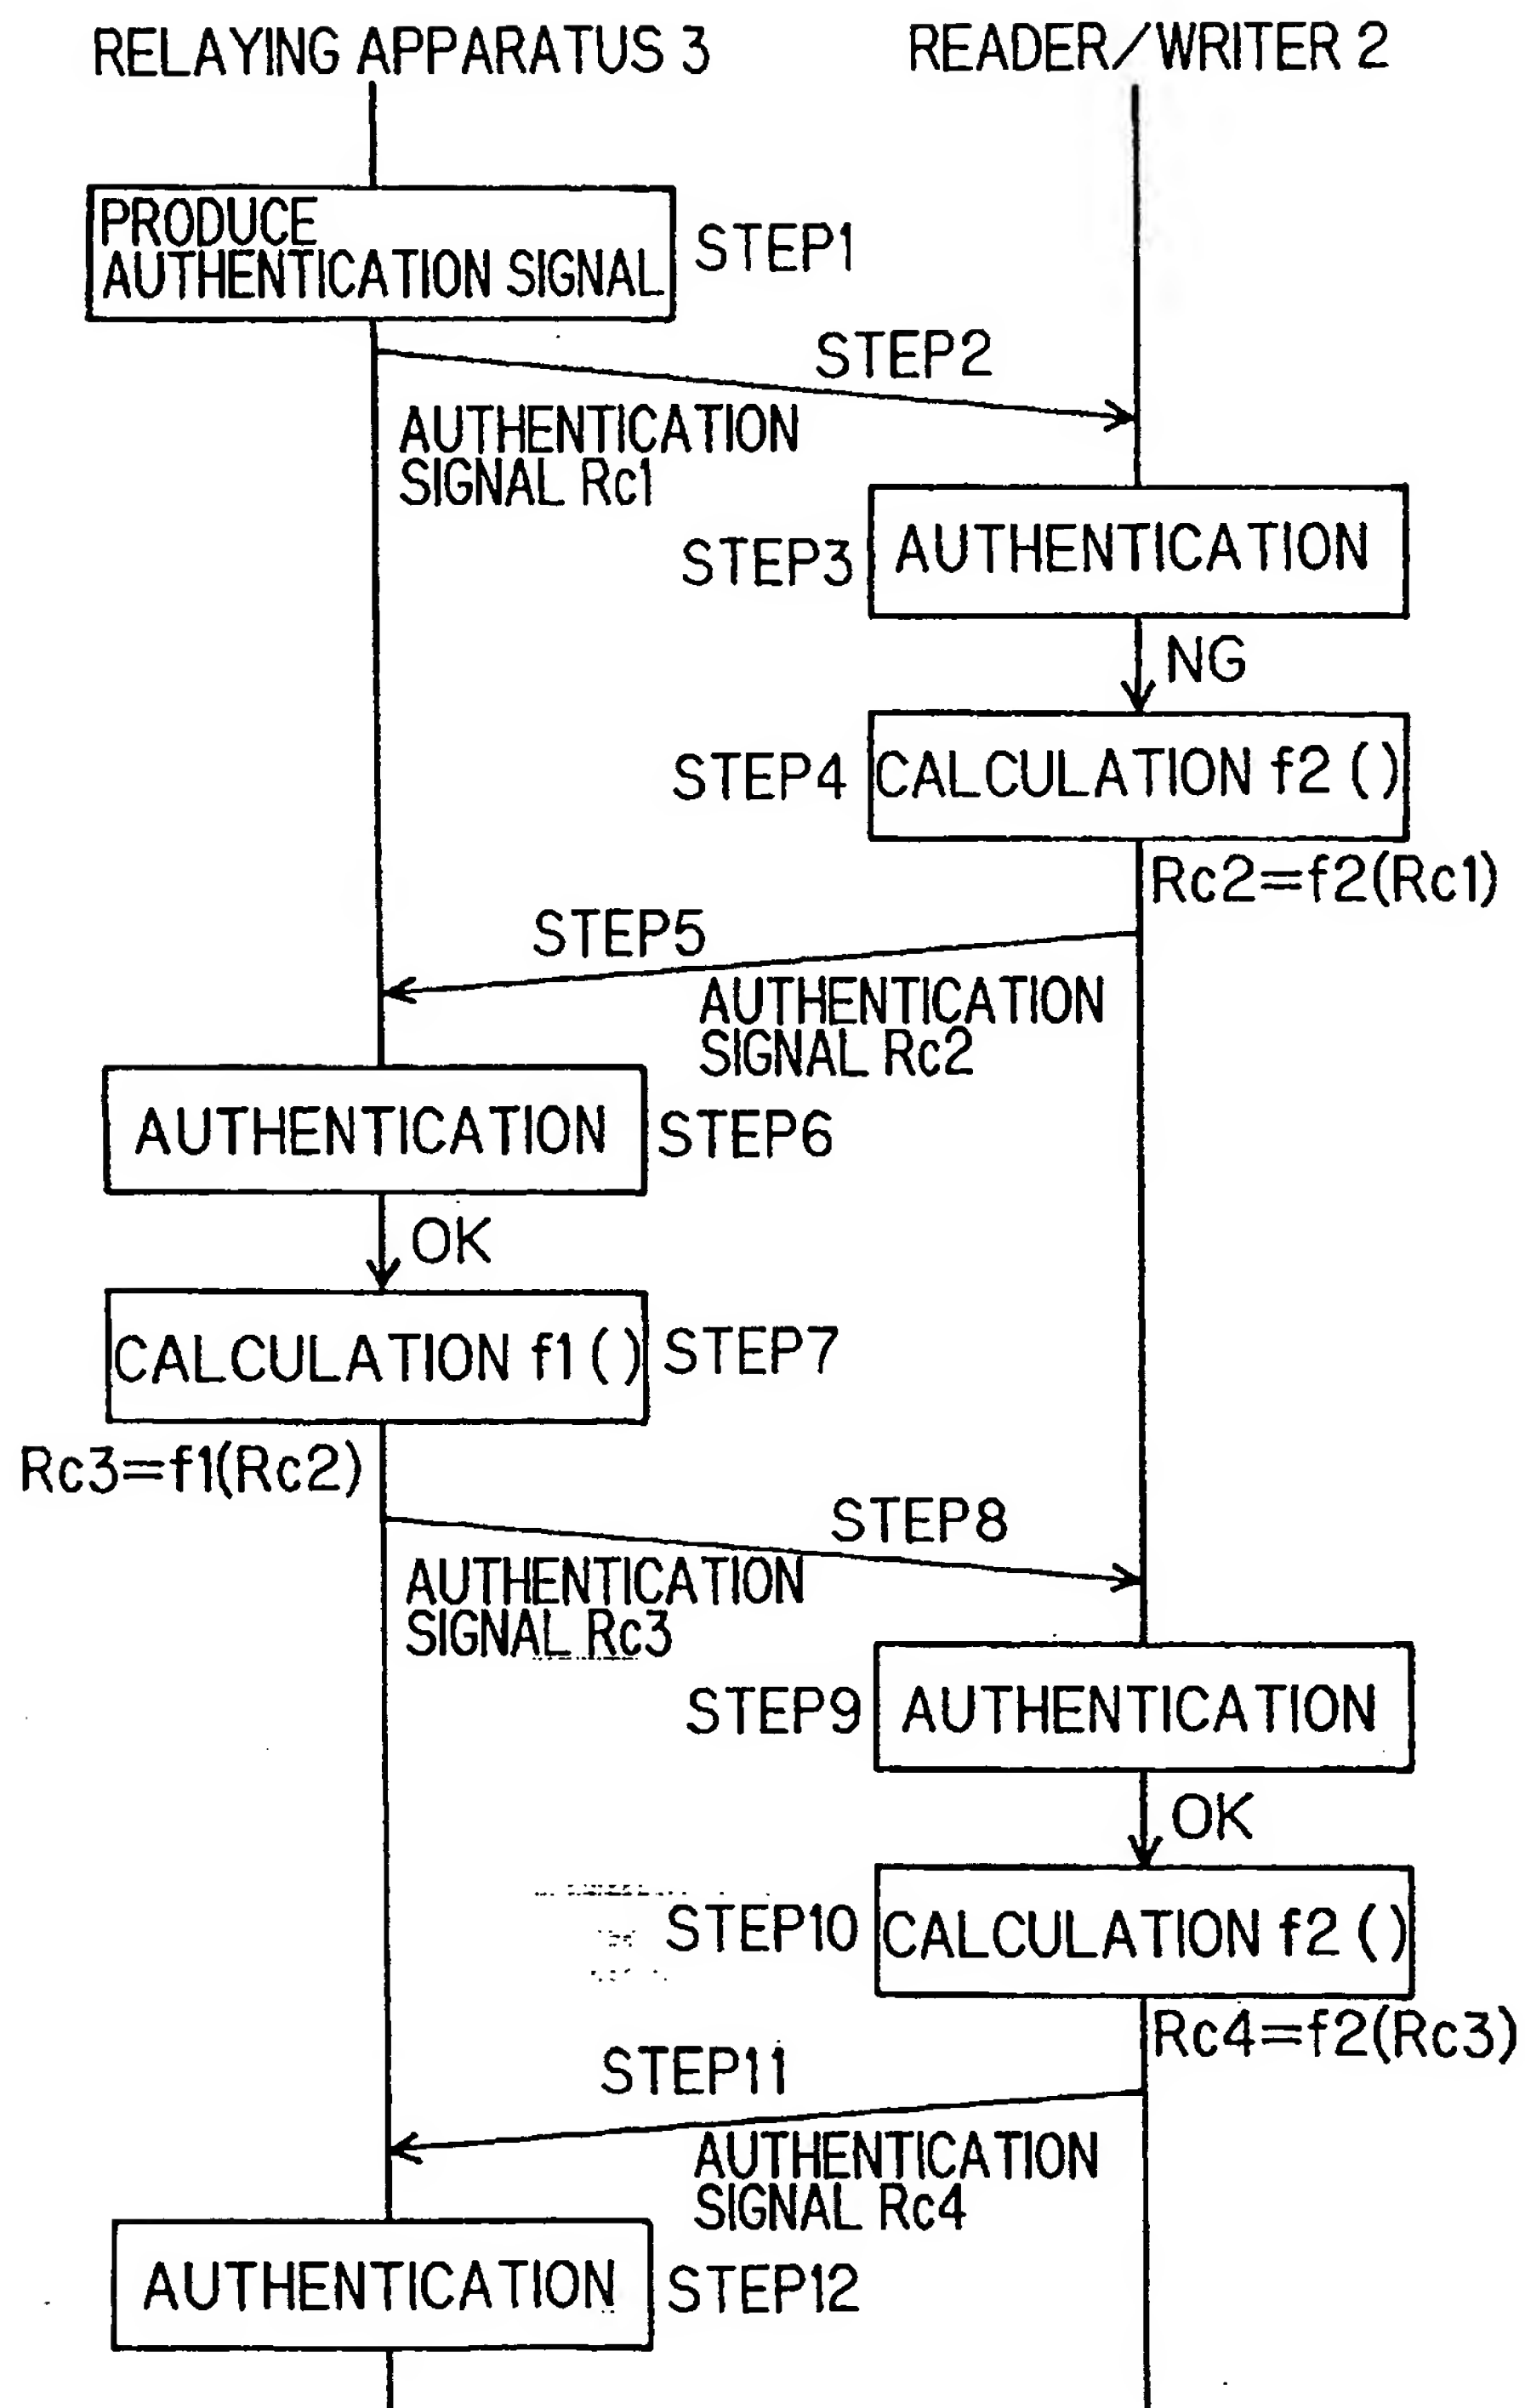 RELAYING APPARATUS 3
READER/WRITER 2
PRODUCE
AUTHENTICATION SIGNAL
STEP1
STEP2
AUTHENTICATION
SIGNAL Rc1
STEP3
AUTHENTICATION
NG
STEP4
CALCULATION f2 ()
Rc2=f2(Rc1)
STEP5
AUTHENTICATION
SIGNAL Rc2
AUTHENTICATION
STEP6
OK
CALCULATION f1 ()
STEP7
Rc3=f1(Rc2)
STEP8
AUTHENTICATION
SIGNAL Rc3
STEP9
AUTHENTICATION
OK
STEP10
CALCULATION f2 ()
Rc4=f2(Rc3)
STEP11
AUTHENTICATION
SIGNAL Rc4
AUTHENTICATION
STEP12